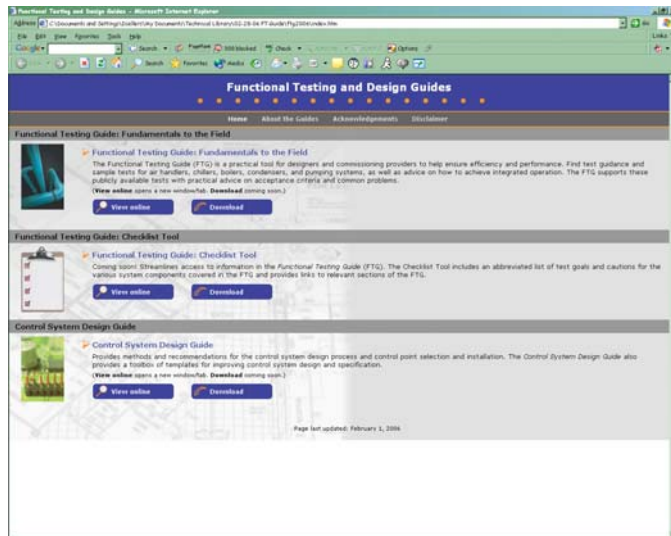 Functional Testing and Design Guides - Microsoft Internet Explorer
Address
File Edit View Favorites Tools Help
Links
Google
Search
500 blocked
Check
Options
Search Favorites Media
Functional Testing and Design Guides
Home About the Guides Acknowledgements Disclaimer
Functional Testing Guide: Fundamentals to the Field
Functional Testing Guide: Fundamentals to the Field
The Functional Testing Guide (FTG) is a practical tool for designers and commissioning providers to help ensure efficiency and performance. Find test guidance and
sample tests for air handlers, chillers, boilers, condensers, and pumping systems, as well as advice on how to achieve integrated operation. The FTG supports these
publicly available tests with practical advice on acceptance criteria and common problems.
(View online opens a new window/tab. Download coming soon.)
View online Download
Functional Testing Guide: Checklist Tool
Functional Testing Guide: Checklist Tool
Coming soon! Streamlines access to information in the Functional Testing Guide (FTG). The Checklist Tool includes an abbreviated list of test goals and cautions for the
various system components covered in the FTG and provides links to relevant sections of the FTG.
View online Download
Control System Design Guide
Control System Design Guide
Provides methods and recommendations for the control system design process and control point selection and installation. The Control System Design Guide also
provides a toolbox of templates for improving control system design and specification.
(View online opens a new window/tab. Download coming soon.)
View online Download
Page last updated: February 1, 2006